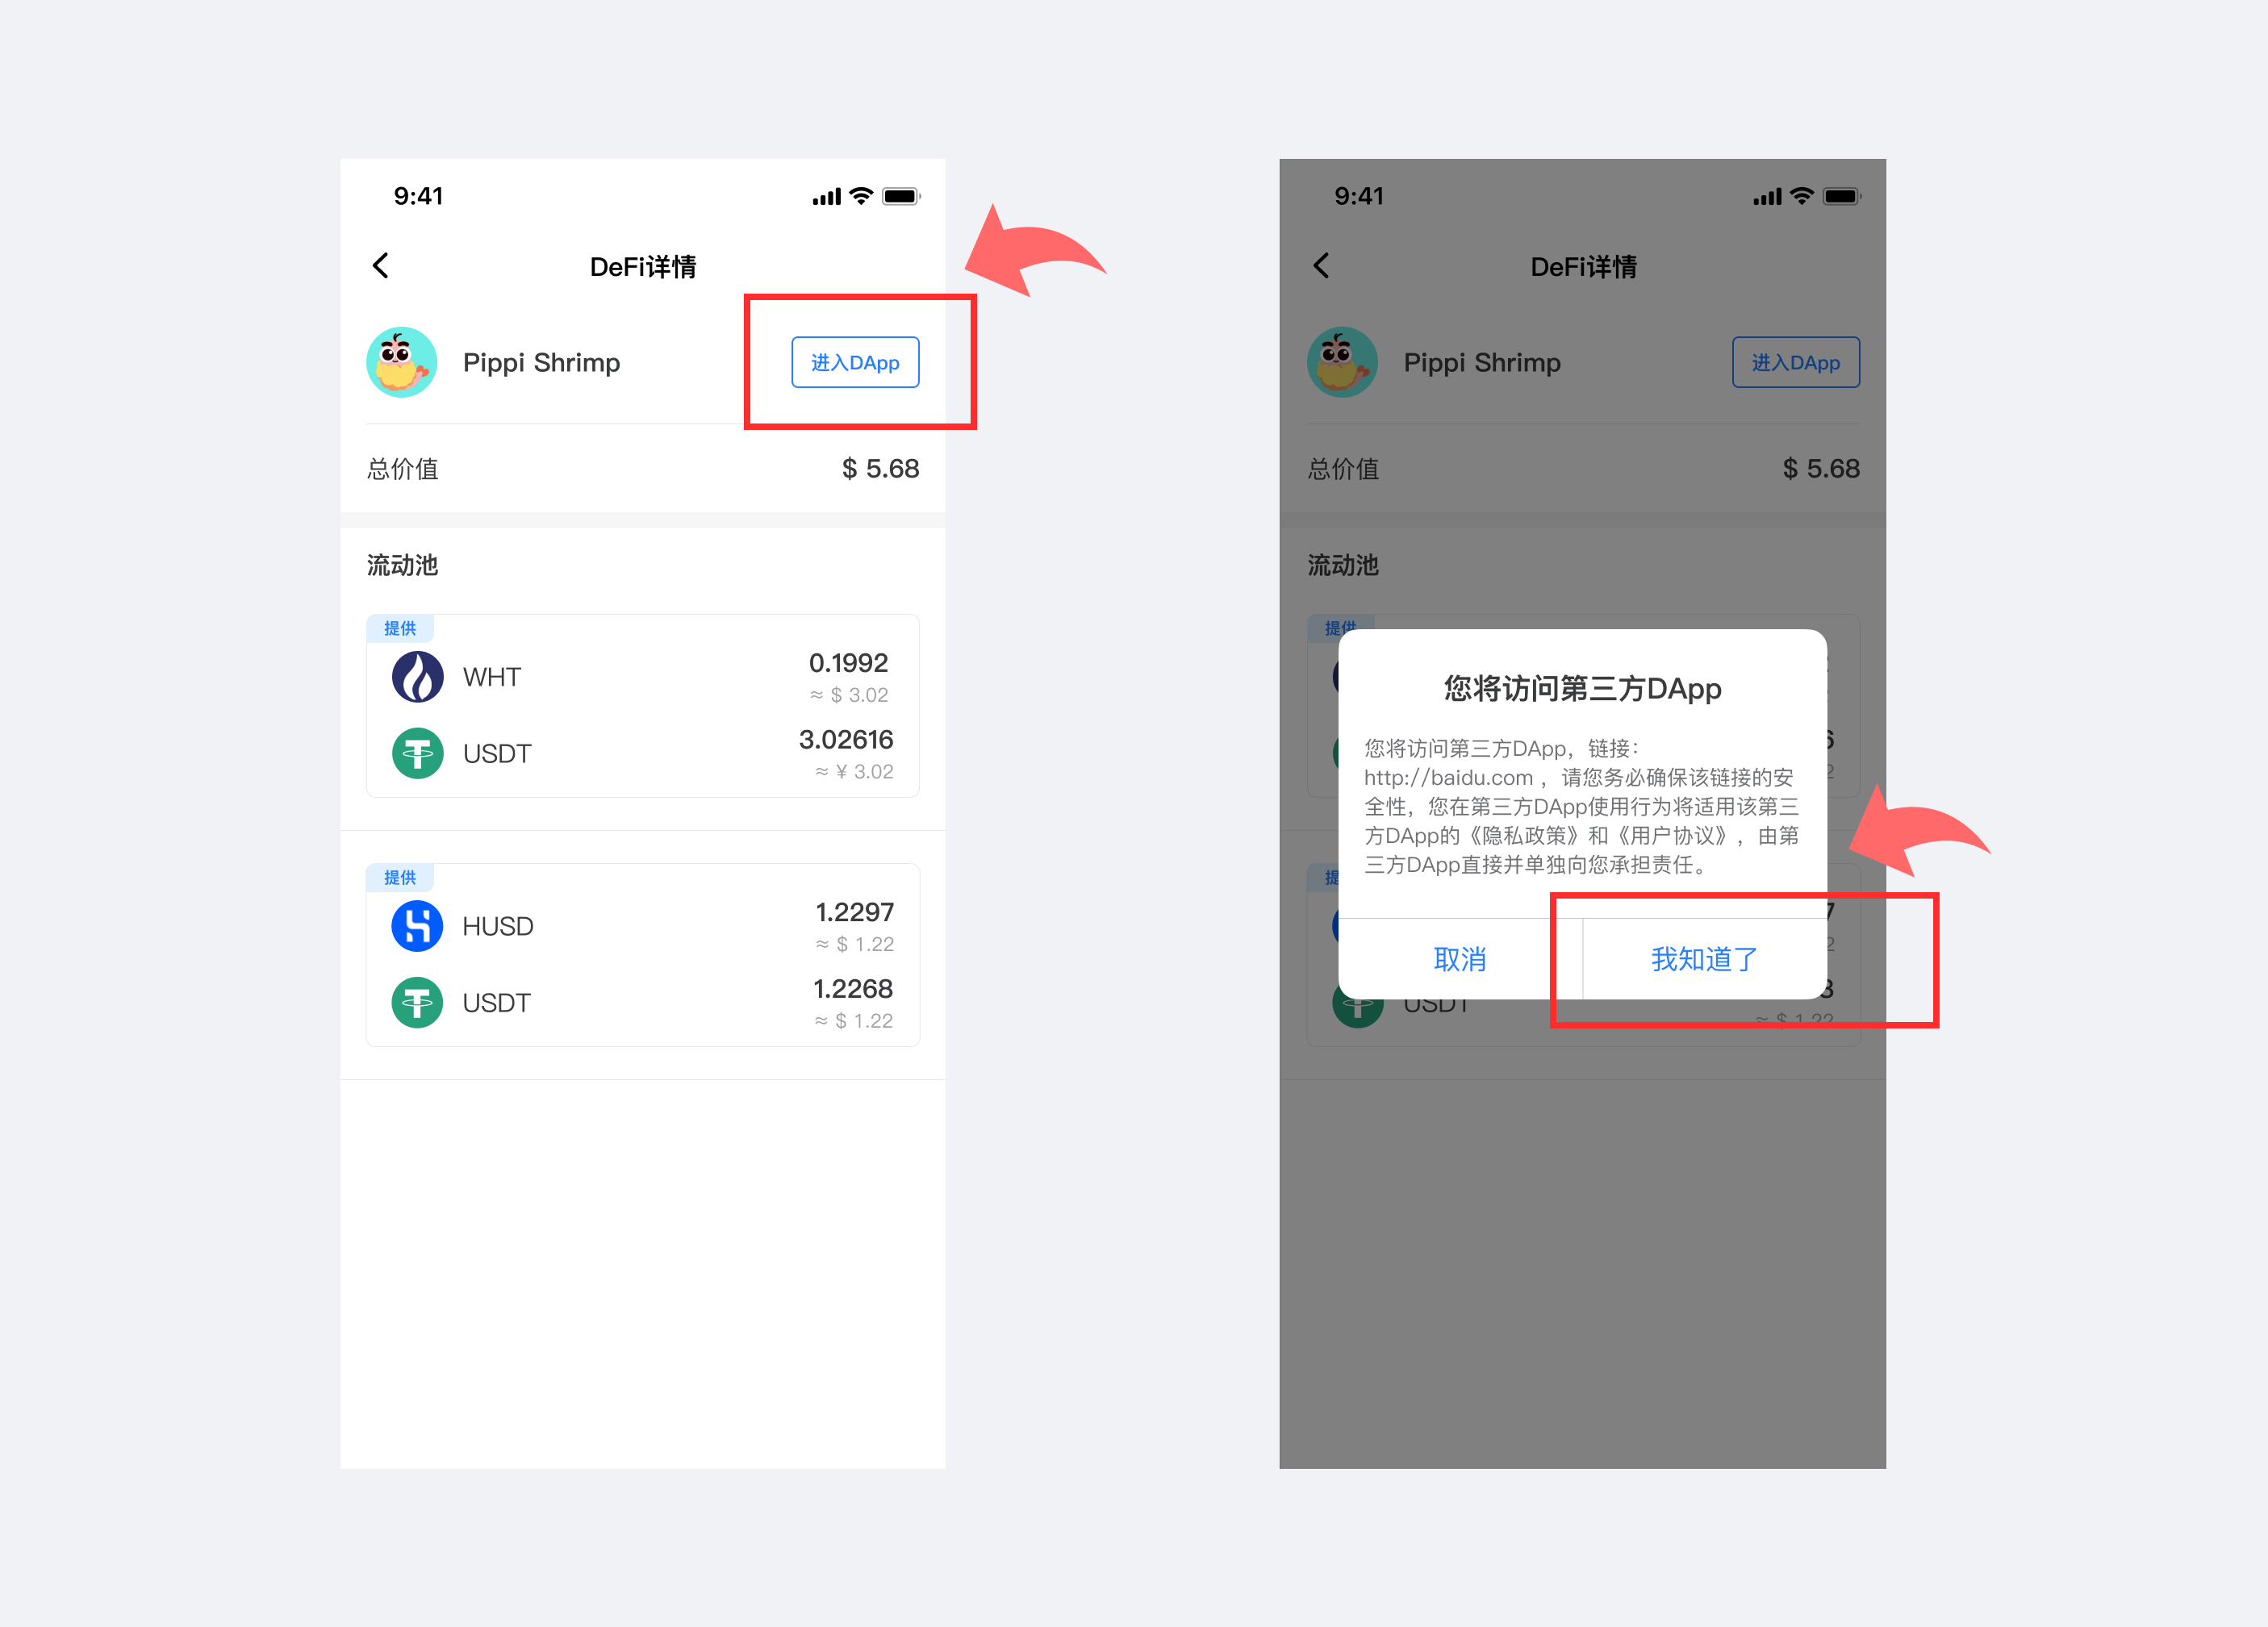 9:41
DeFi详情
Pippi Shrimp
进入DApp
总价值
$ 5.68
流动池
提供
WHT
0.1992
≈ $ 3.02
USDT
3.02616
≈ ¥ 3.02
提供
HUSD
1.2297
≈ $ 1.22
USDT
1.2268
≈ $ 1.22
9:41
DeFi详情
Pippi Shrimp
进入DApp
总价值
$ 5.68
流动池
提供
您将访问第三方DApp
您将访问第三方DApp，链接：
http://baidu.com ，请您务必确保该链接的安
全性，您在第三方DApp使用行为将适用该第三
方DApp的《隐私政策》和《用户协议》，由第
三方DApp直接并单独向您承担责任。
取消
我知道了
USDT
≈ $ 1.22